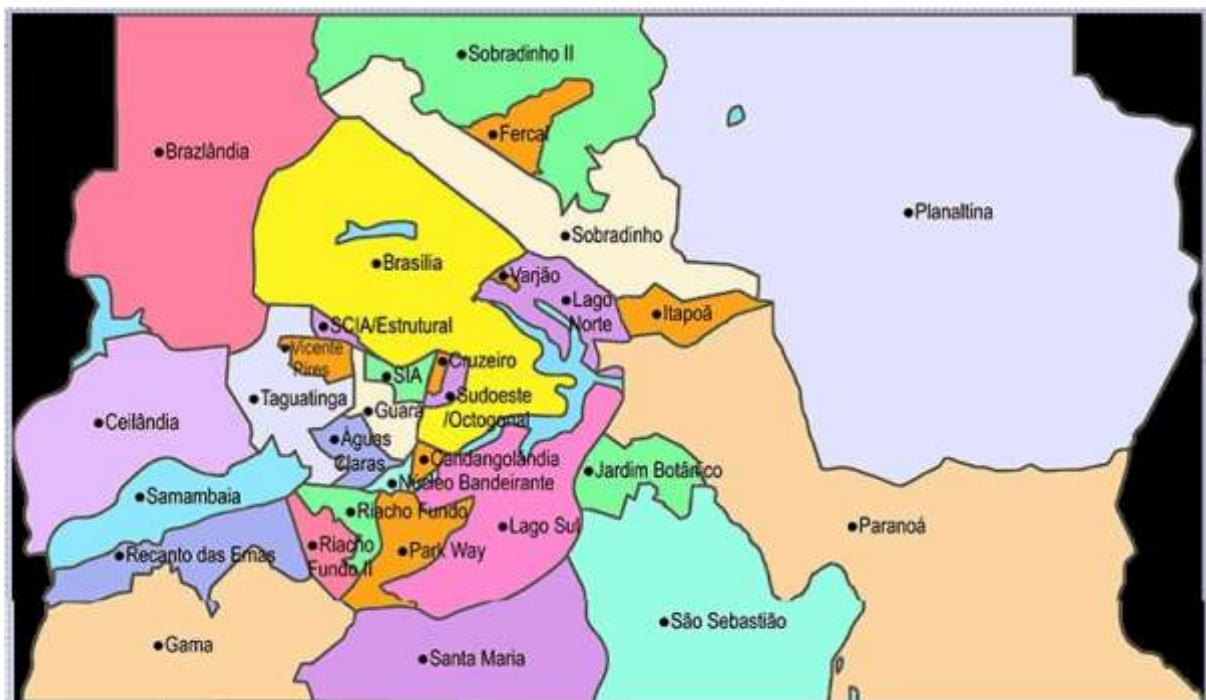 Sobradinho II
Fercal
Brazlândia
Planaltina
Sobradinho
Brasília
Varjão
Lago
Norte
Itapoã
SCIA/Estrutural
Vicente
Pires
Cruzeiro
SIA
Taguatinga
Sudoeste
/Octogonal
Guará
Ceilândia
Águas
Claras
Candangolândia
Jardim Botânico
Núcleo Bandeirante
Samambaia
Riacho Fundo
Lago Sul
Paranoá
Riacho
Fundo II
Park Way
Recanto das Emas
São Sebastião
Gama
Santa Maria